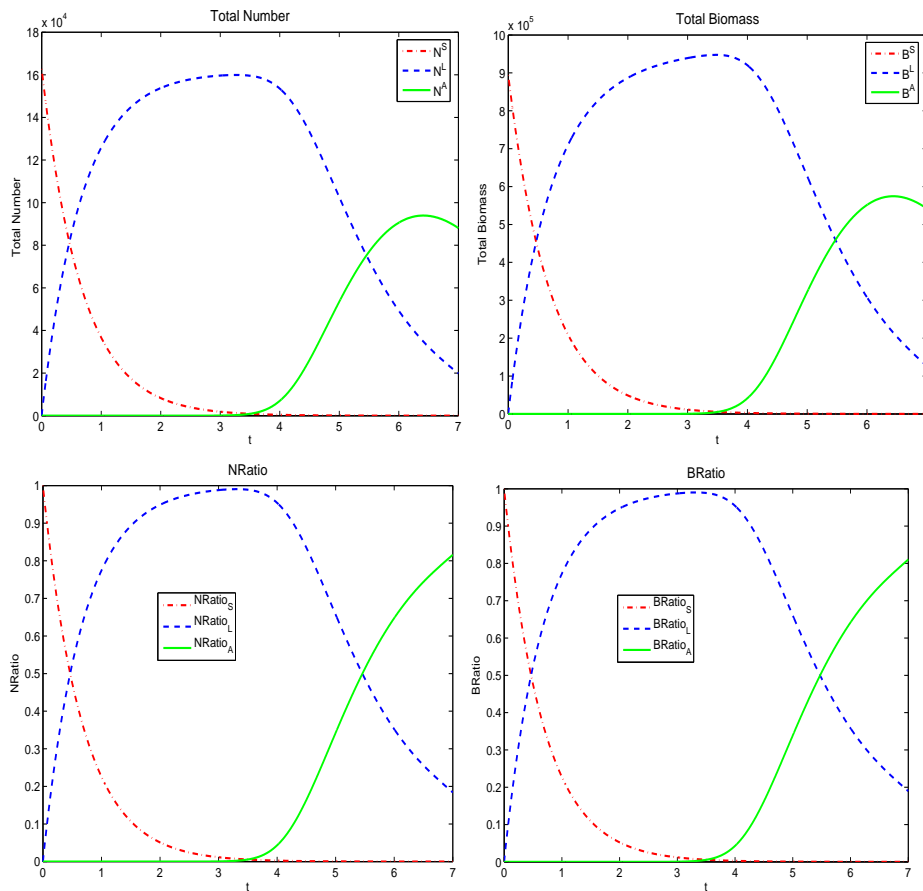 Total Number
x 10⁴
18
16
14
12
10
8
6
4
2
0
Total Number
0 1 2 3 4 5 6 7
t
N^S
N^L
N^A
Total Biomass
x 10⁵
10
9
8
7
6
5
4
3
2
1
0
Total Biomass
0 1 2 3 4 5 6
t
B^S
B^L
B^A
NRatio
1
0.9
0.8
0.7
0.6
0.5
0.4
0.3
0.2
0.1
0
NRatio
0 1 2 3 4 5 6 7
t
NRatio_S
NRatio_L
NRatio_A
BRatio
1
0.9
0.8
0.7
0.6
0.5
0.4
0.3
0.2
0.1
0
BRatio
0 1 2 3 4 5 6 7
t
BRatio_S
BRatio_L
BRatio_A